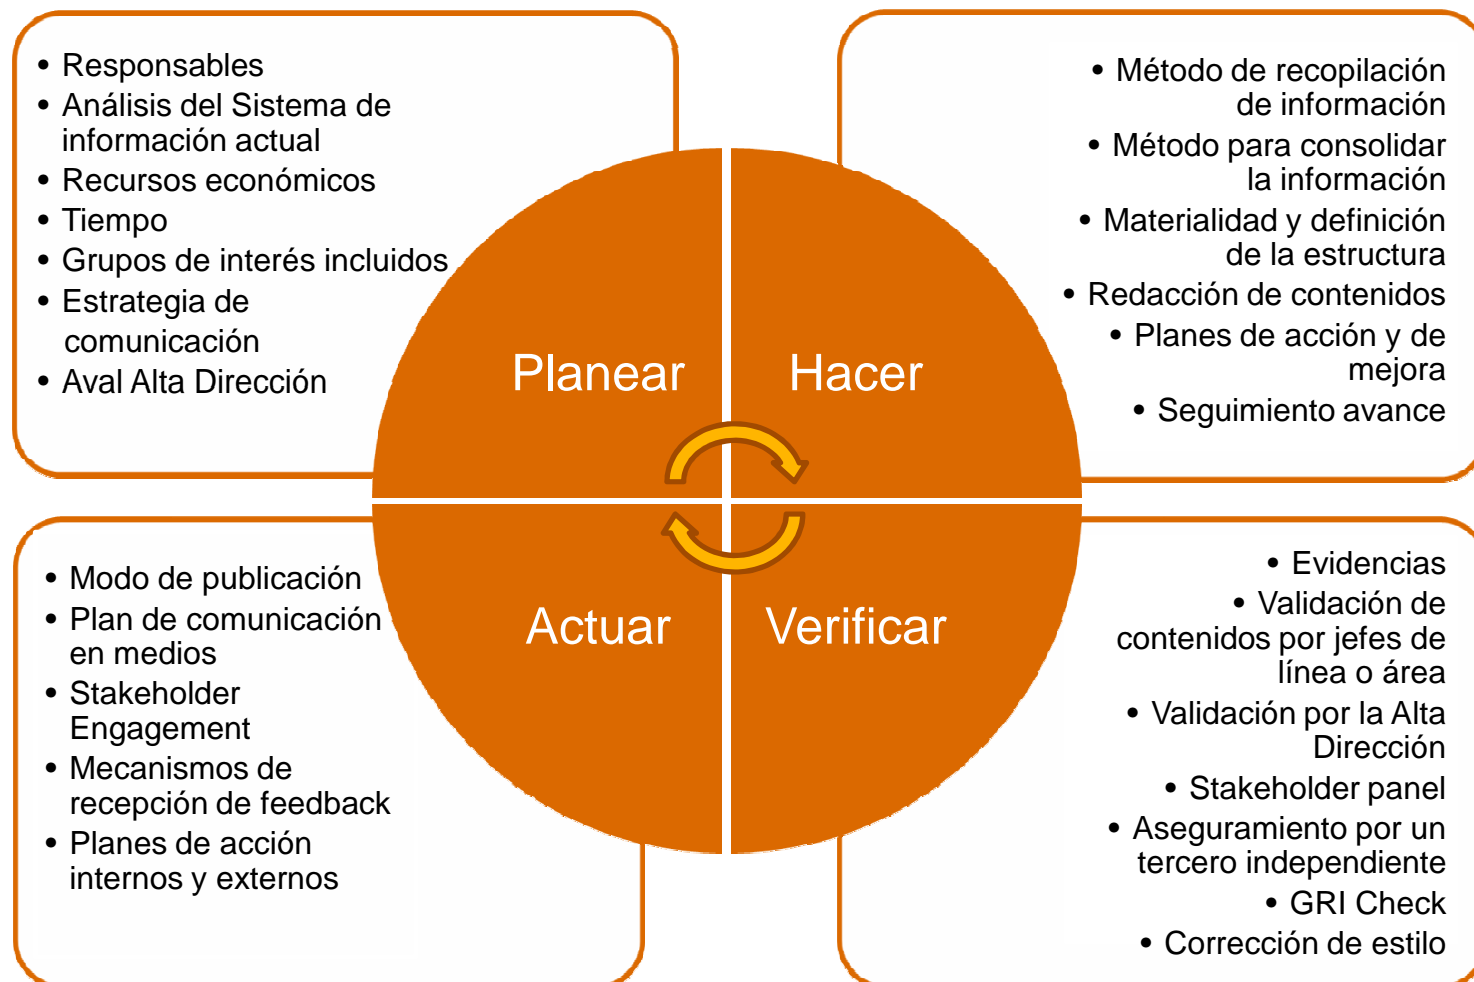 • Responsables
• Análisis del Sistema de
información actual
• Recursos económicos
• Tiempo
• Grupos de interés incluidos
• Estrategia de
comunicación
• Aval Alta Dirección
• Método de recopilación
de información
• Método para consolidar
la información
• Materialidad y definición
de la estructura
• Redacción de contenidos
• Planes de acción y de
mejora
• Seguimiento avance
Planear
Hacer
Actuar
Verificar
• Modo de publicación
• Plan de comunicación
en medios
• Stakeholder
Engagement
• Mecanismos de
recepción de feedback
• Planes de acción
internos y externos
• Evidencias
• Validación de
contenidos por jefes de
línea o área
• Validación por la Alta
Dirección
• Stakeholder panel
• Aseguramiento por un
tercero independiente
• GRI Check
• Corrección de estilo